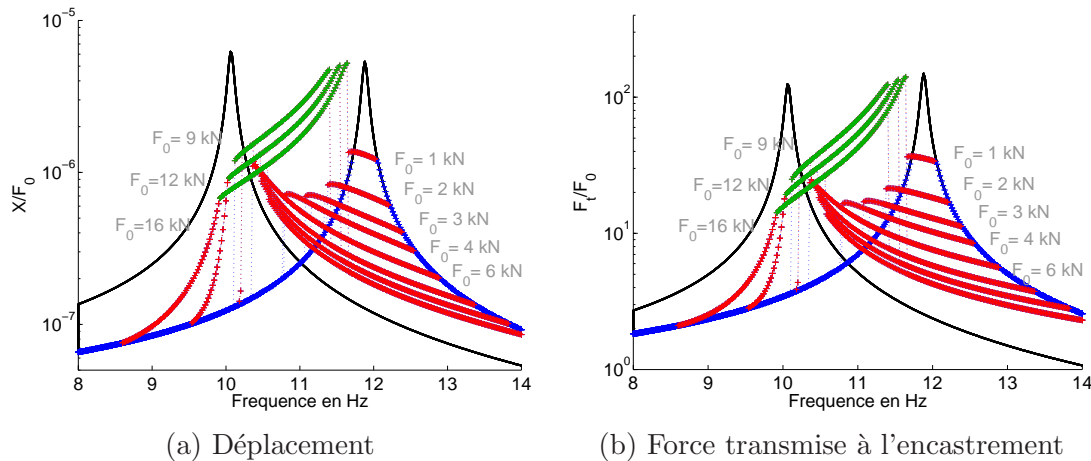 10^-5
10^-6
10^-7
X/F_0
F_0= 9 kN
F_0=12 kN
F_0=16 kN
F_0= 1 kN
F_0= 2 kN
F_0= 3 kN
F_0= 4 kN
F_0= 6 kN
8 9 10 11 12 13 14
Frequence en Hz
(a) Déplacement
10^2
10^1
10^0
F_t/F_0
F_0= 9 kN
F_0=12 kN
F_0=16 kN
F_0= 1 kN
F_0= 2 kN
F_0= 3 kN
F_0= 4 kN
F_0= 6 kN
8 9 10 11 12 13 14
Frequence en Hz
(b) Force transmise à l'encastrement